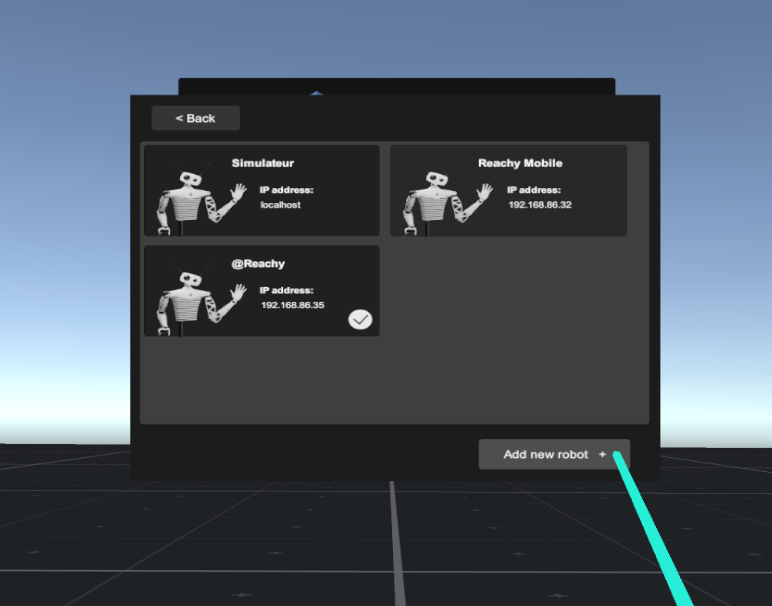 < Back
Simulateur
IP address:
localhost
Reachy Mobile
IP address:
192.168.86.32
@Reachy
IP address:
192.168.86.35
Add new robot +